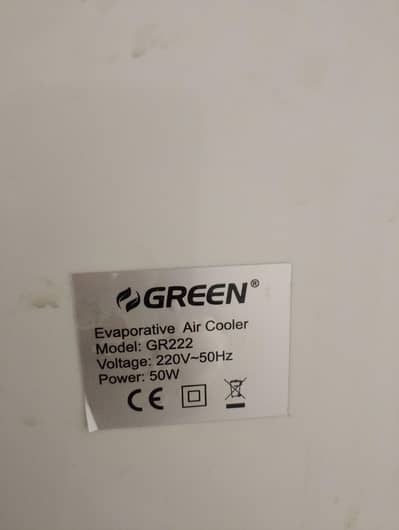 GREEN®
Evaporative Air Cooler
Model: GR222
Voltage: 220V~50Hz
Power: 50W
CE